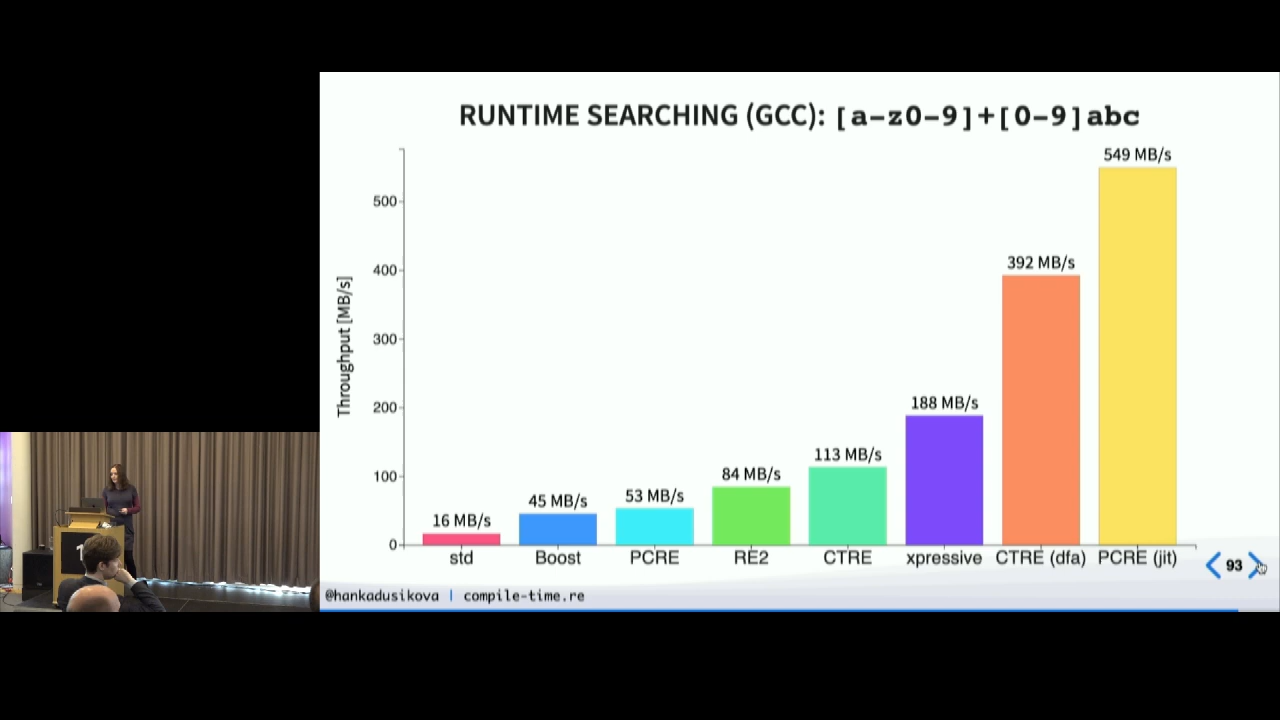 RUNTIME SEARCHING (GCC): [a-z0-9]+[0-9]abc
Throughput [MB/s]
500
400
300
200
100
0
16 MB/s
45 MB/s
53 MB/s
84 MB/s
113 MB/s
188 MB/s
392 MB/s
549 MB/s
std
Boost
PCRE
RE2
CTRE
xpressive
CTRE (dfa)
PCRE (jit)
93
@hankadusikova | compile-time.re